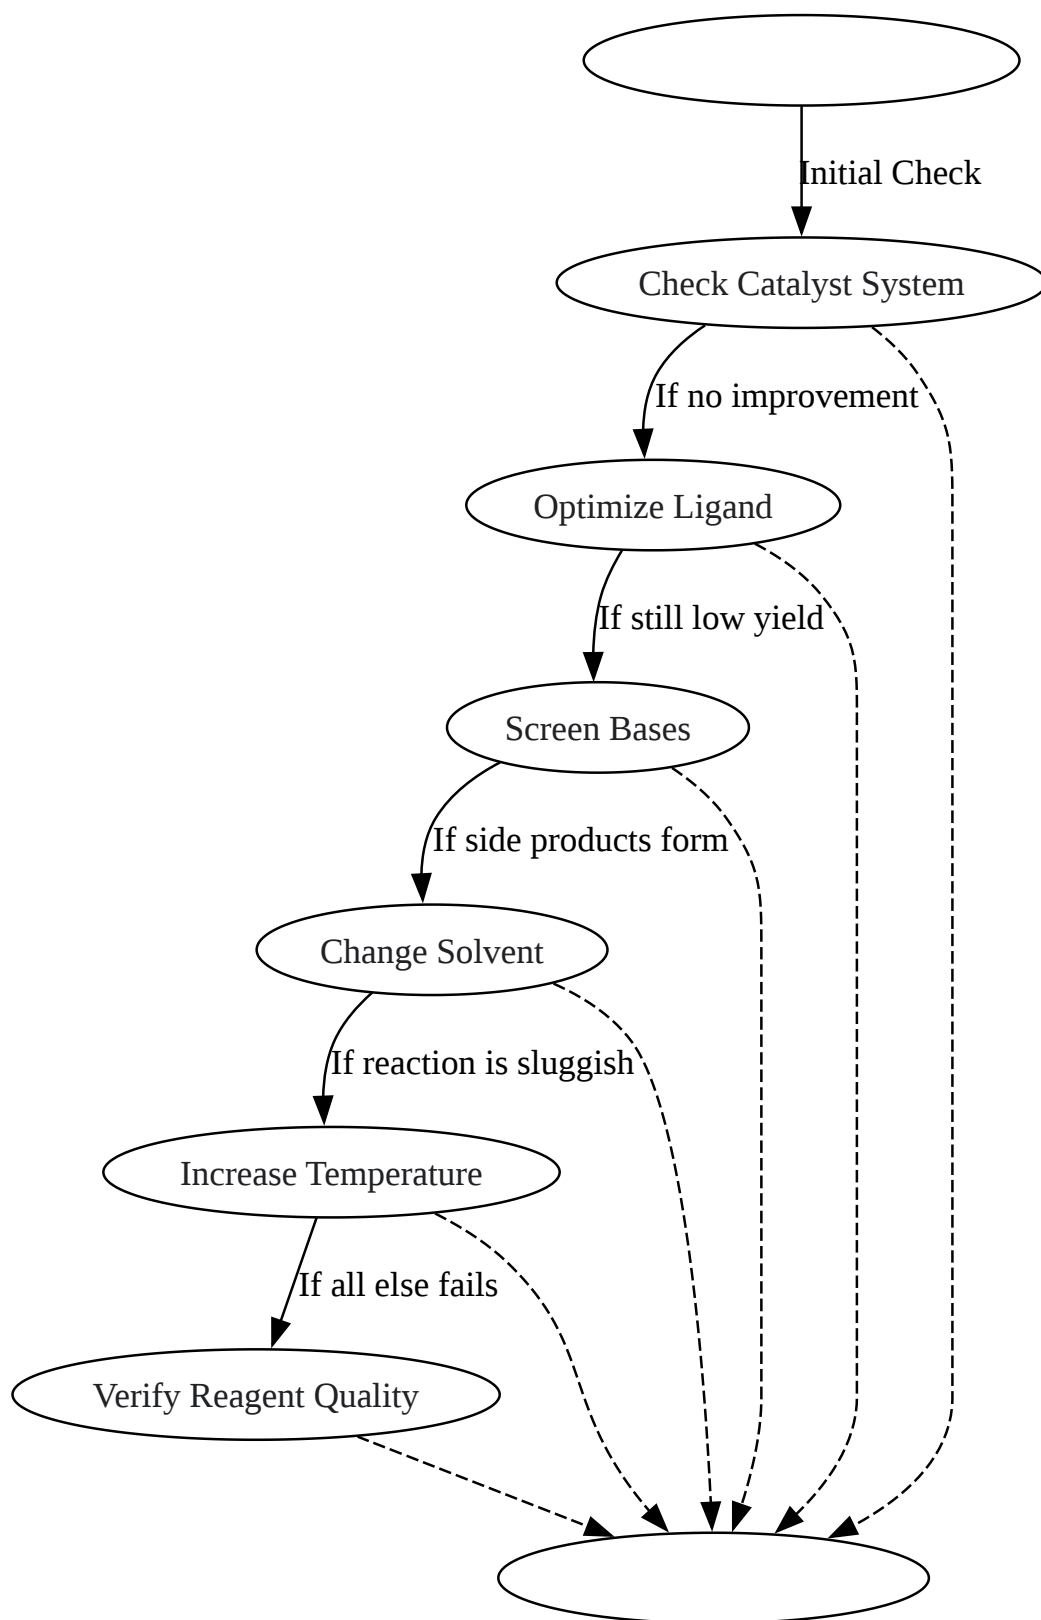 Initial Check
Check Catalyst System
If no improvement
Optimize Ligand
If still low yield
Screen Bases
If side products form
Change Solvent
If reaction is sluggish
Increase Temperature
If all else fails
Verify Reagent Quality